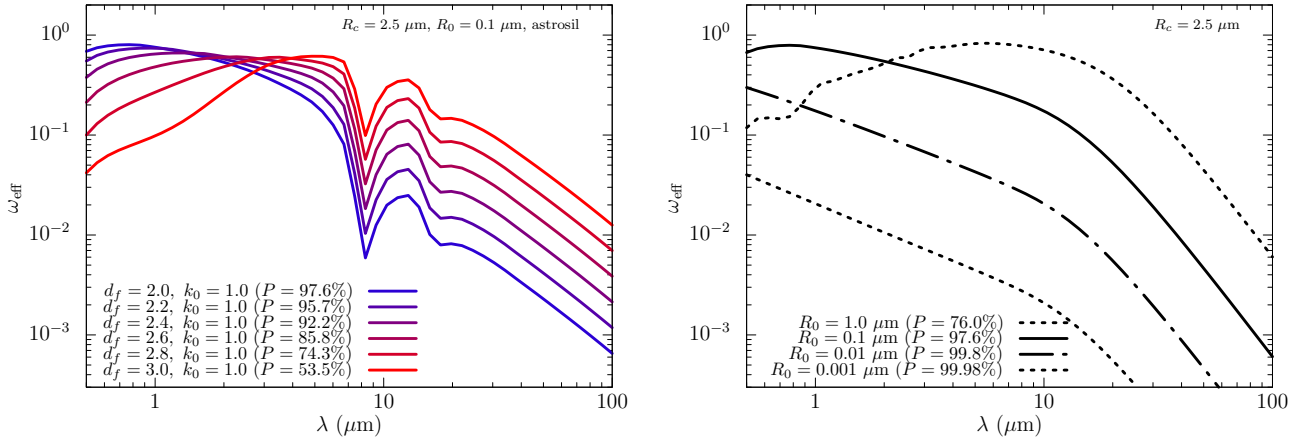 R_c = 2.5 μm, R_0 = 0.1 μm, astrosil
10^0
10^{-1}
ω_eff
10^{-2}
10^{-3}
d_f = 2.0, k_0 = 1.0 (P = 97.6%)
d_f = 2.2, k_0 = 1.0 (P = 95.7%)
d_f = 2.4, k_0 = 1.0 (P = 92.2%)
d_f = 2.6, k_0 = 1.0 (P = 85.8%)
d_f = 2.8, k_0 = 1.0 (P = 74.3%)
d_f = 3.0, k_0 = 1.0 (P = 53.5%)
1 10 100
λ (μm)
R_c = 2.5 μm
10^0
10^{-1}
ω_eff
10^{-2}
10^{-3}
R_0 = 1.0 μm (P = 76.0%)
R_0 = 0.1 μm (P = 97.6%)
R_0 = 0.01 μm (P = 99.8%)
R_0 = 0.001 μm (P = 99.98%)
1 10 100
λ (μm)